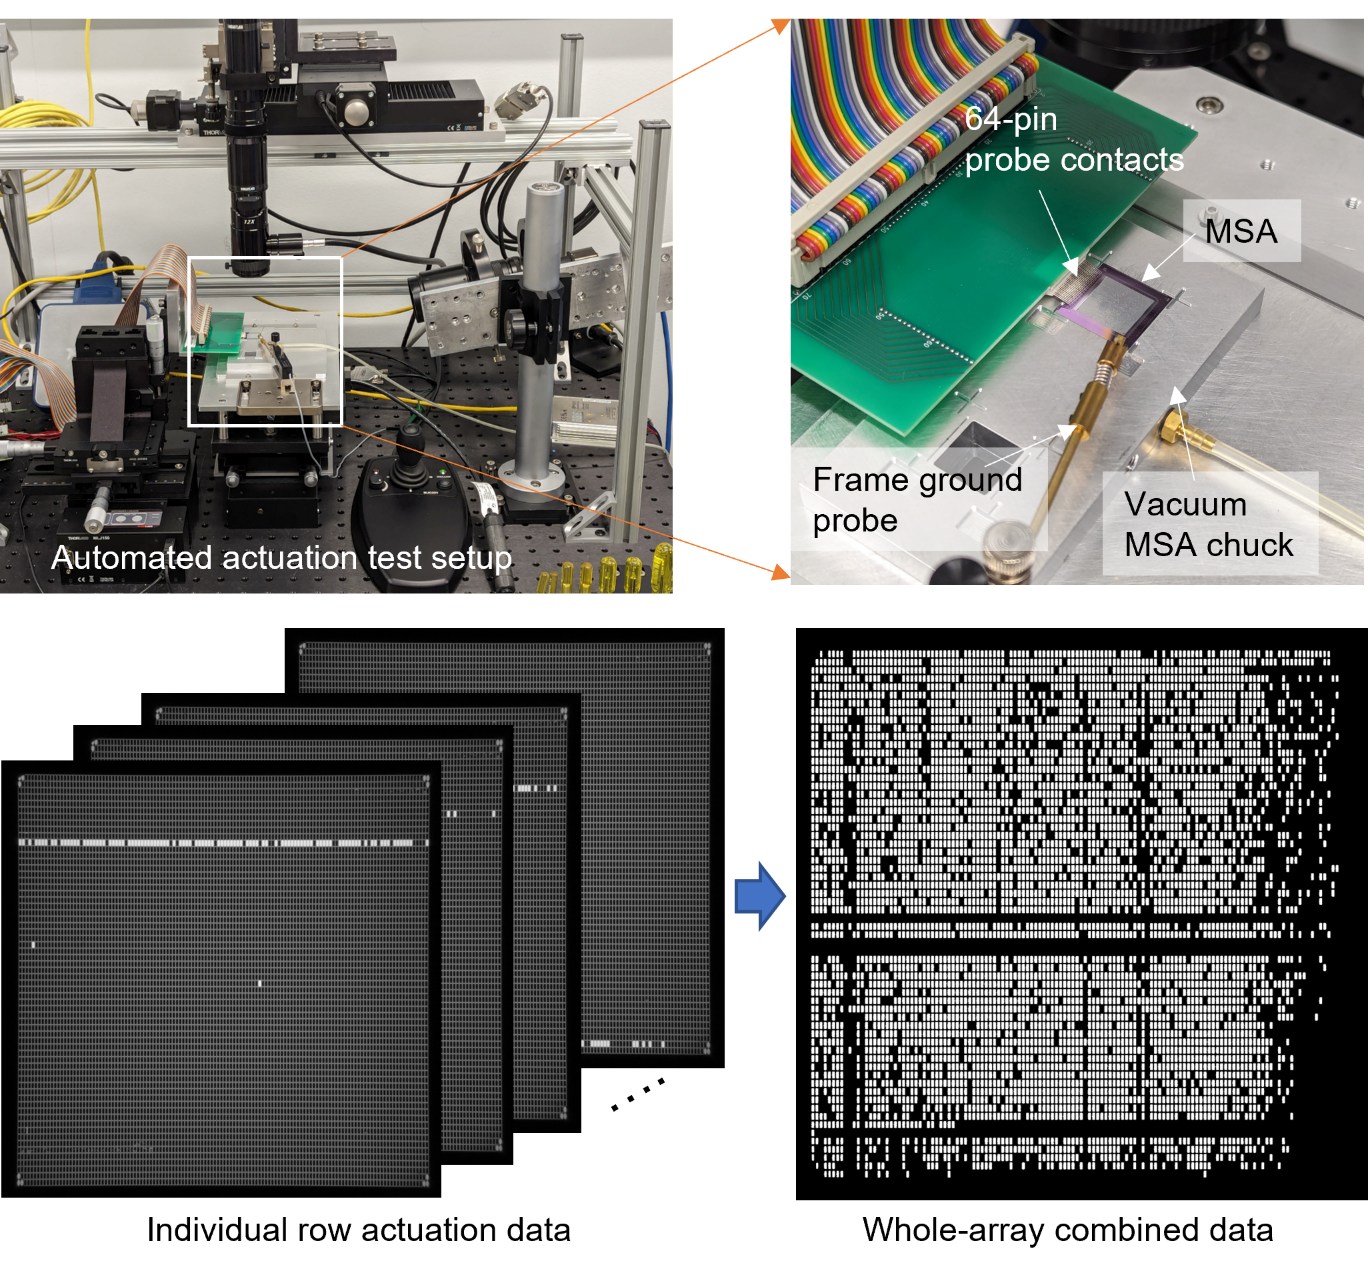 64-pin
probe contacts
MSA
Frame ground
probe
Vacuum
MSA chuck
12X
Automated actuation test setup
Individual row actuation data
Whole-array combined data